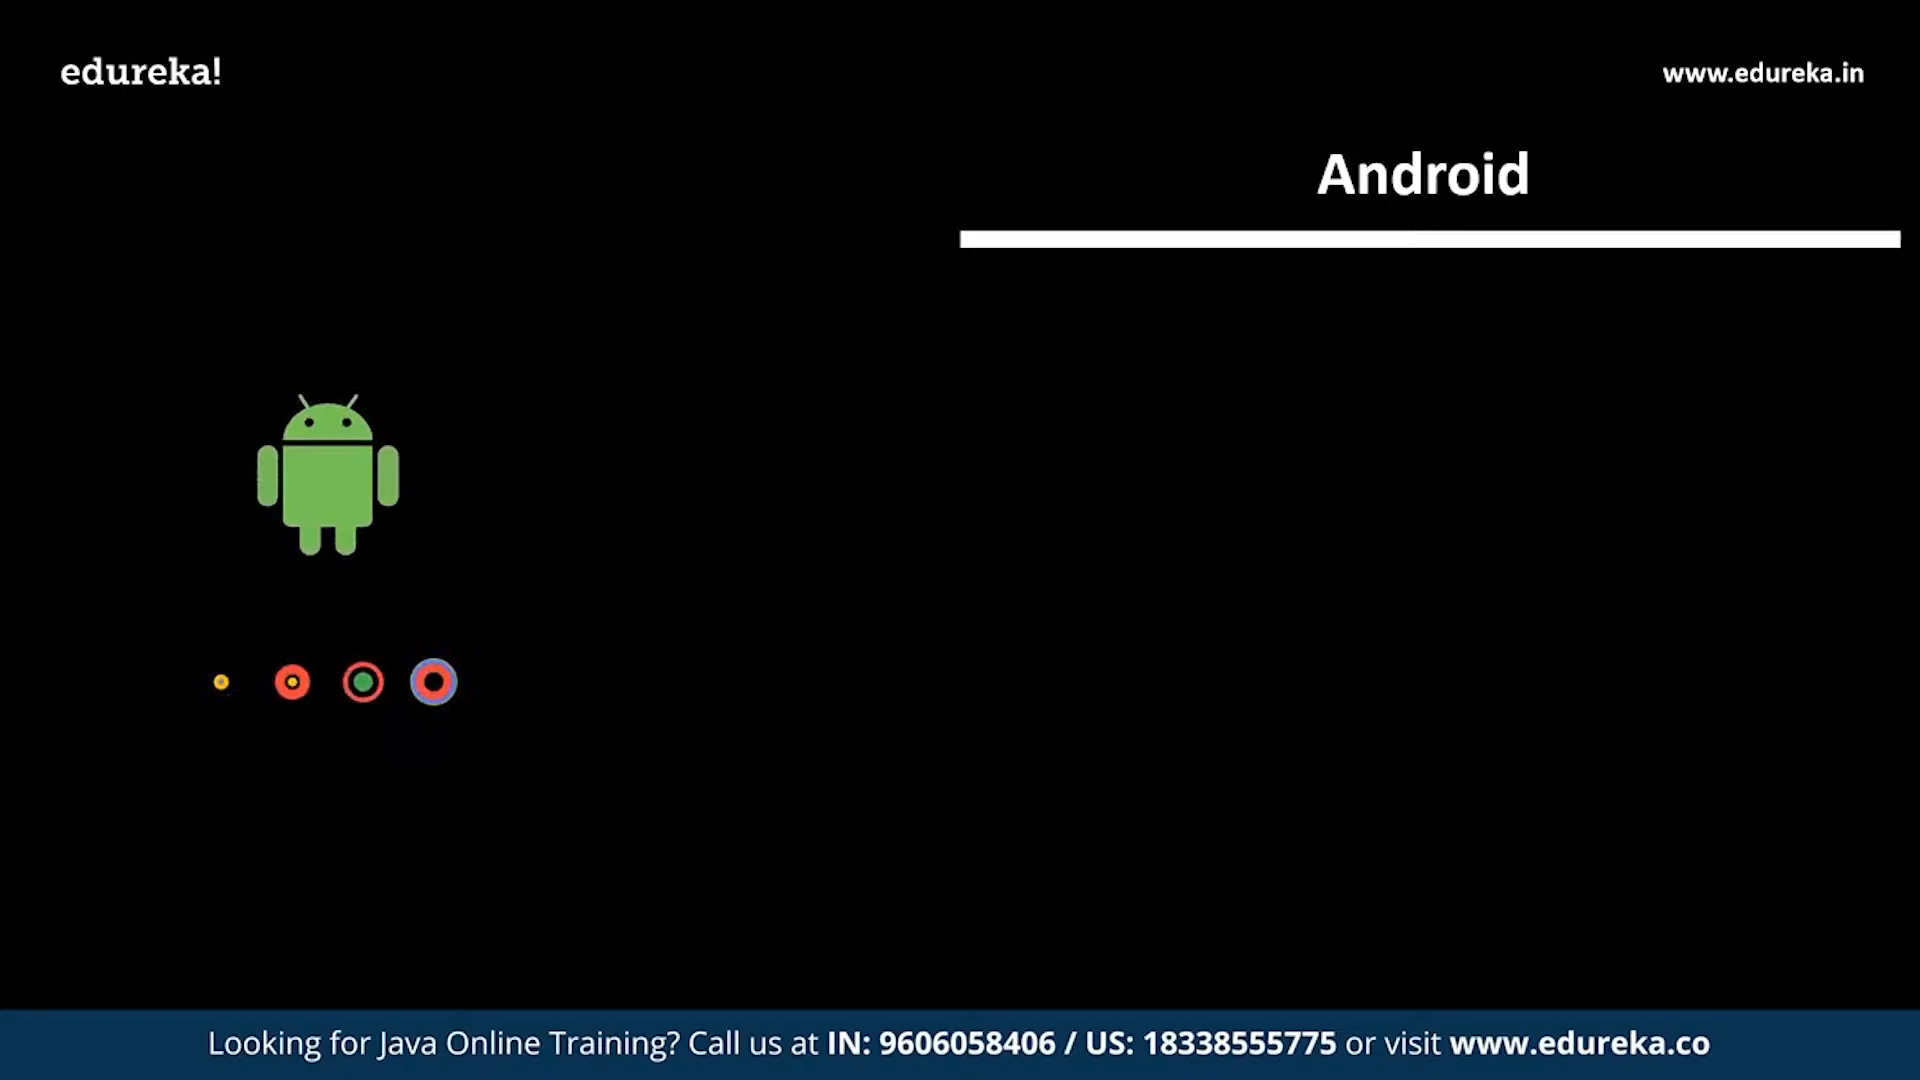 edureka!
www.edureka.in
Android
Looking for Java Online Training? Call us at IN: 9606058406 / US: 18338555775 or visit www.edureka.co